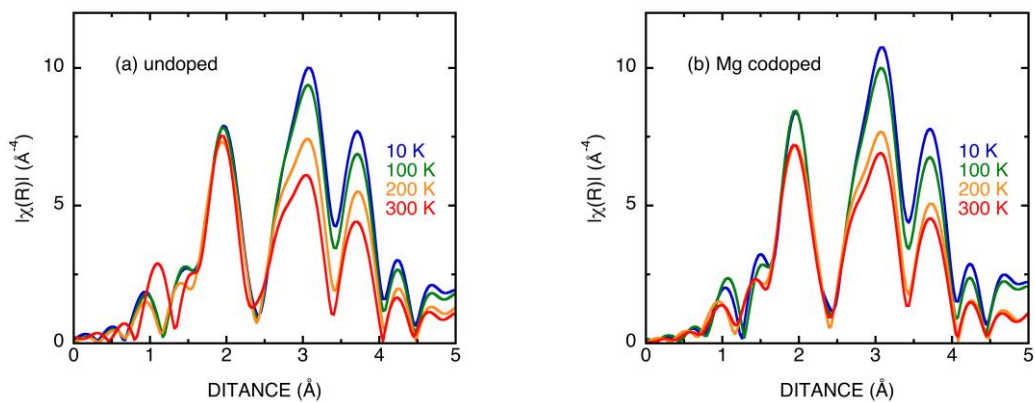 (a) undoped
10
5
0
|χ(R)| (Å⁻⁴)
10 K
100 K
200 K
300 K
0 1 2 3 4 5
DITANCE (Å)
(b) Mg codoped
10
5
0
|χ(R)| (Å⁻⁴)
10 K
100 K
200 K
300 K
0 1 2 3 4 5
DITANCE (Å)